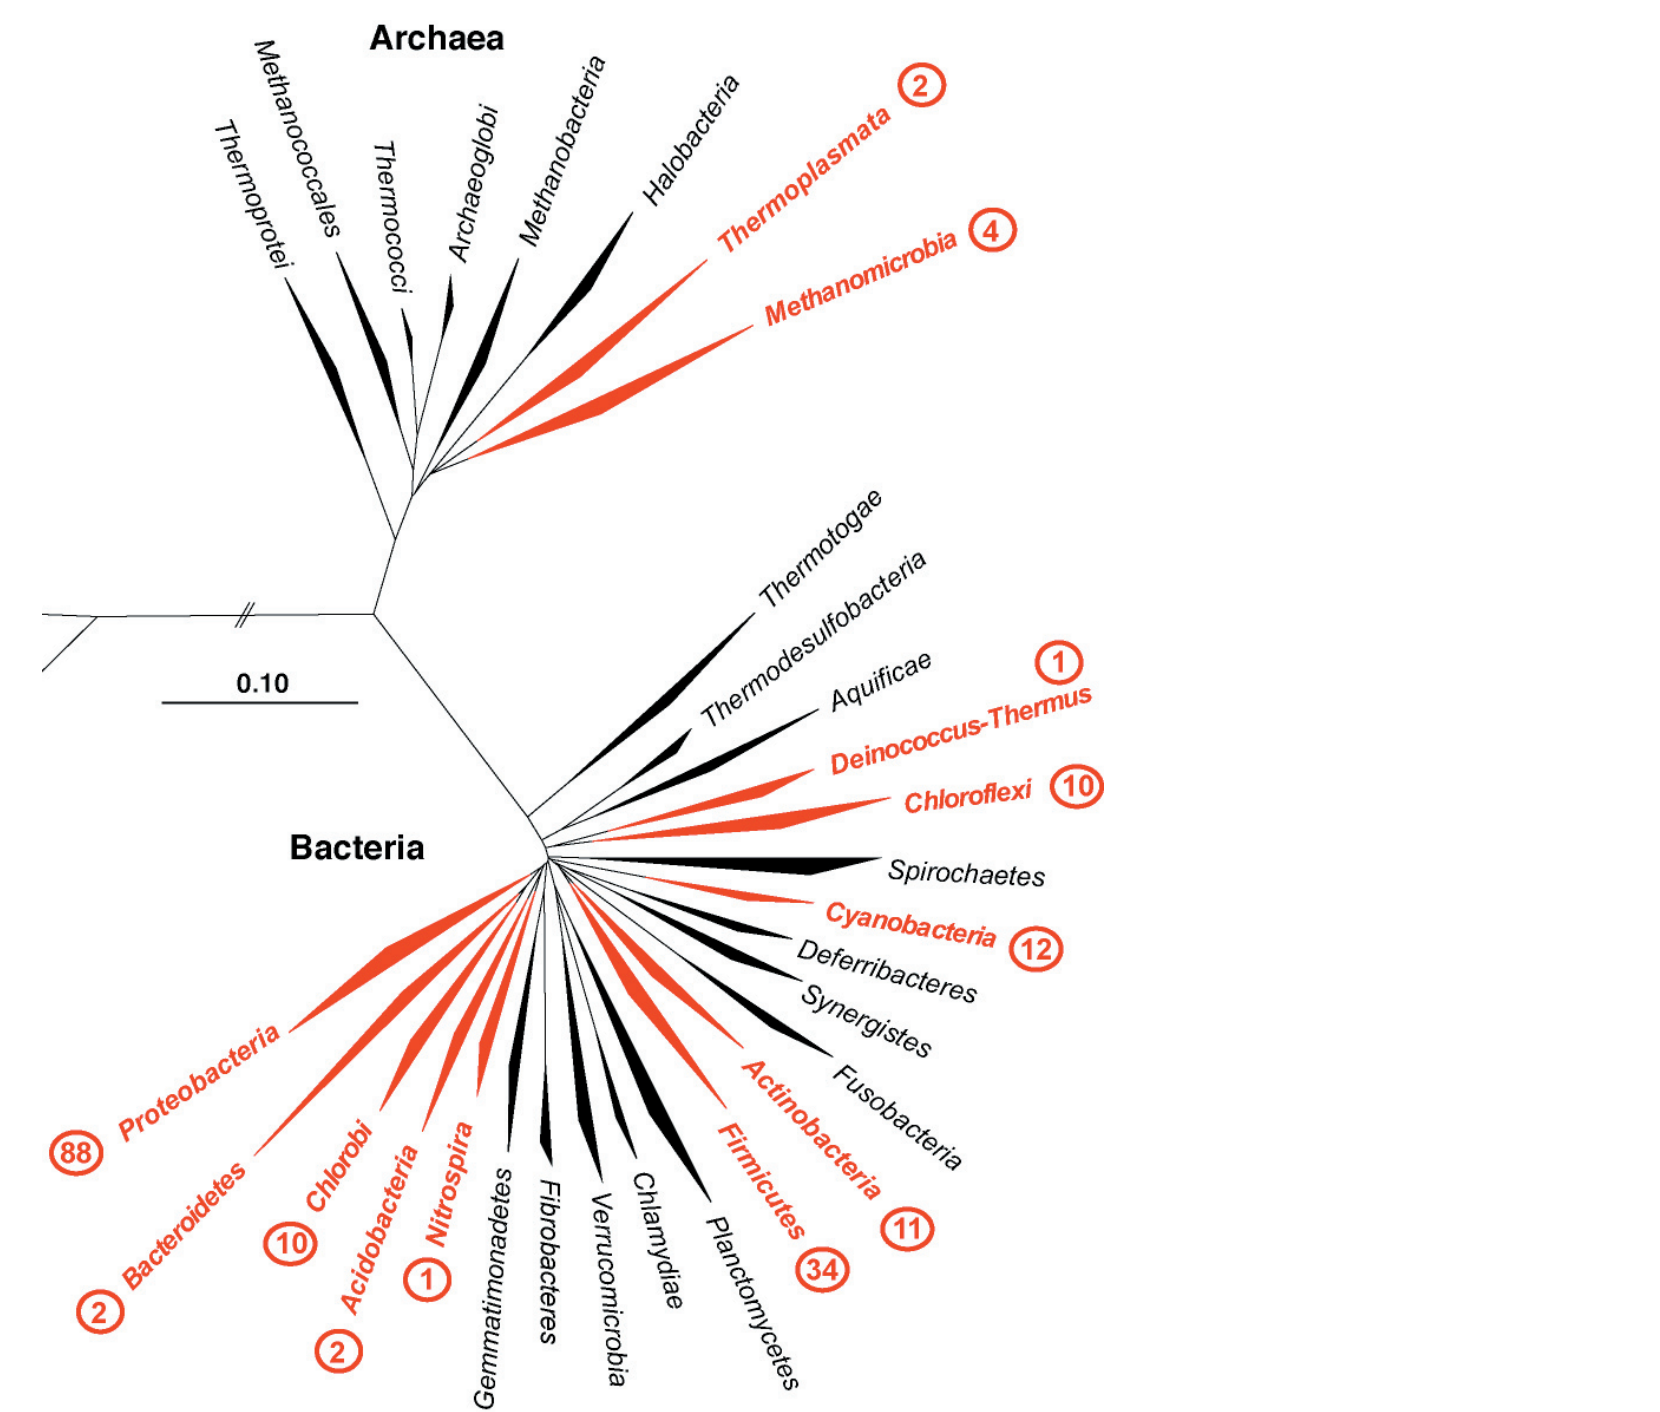 Archaea
Thermoprotei
Methanococcales
Thermococci
Archaeoglobi
Methanobacteria
Halobacteria
Thermoplasmata
2
Methanomicrobia
4
0.10
Bacteria
Thermotogae
Thermodesulfobacteria
Aquificae
1
Deinococcus-Thermus
Chloroflexi 10
Spirochaetes
Cyanobacteria
12
Deferribacteres
Synergistes
Fusobacteria
Actinobacteria
11
Firmicutes
34
Planctomycetes
Chlamydiae
Verrucomicrobia
Fibrobacteres
Gemmatimonadetes
Nitrospira
1
Acidobacteria
2
Chlorobi
10
Bacteroidetes
2
Proteobacteria
88